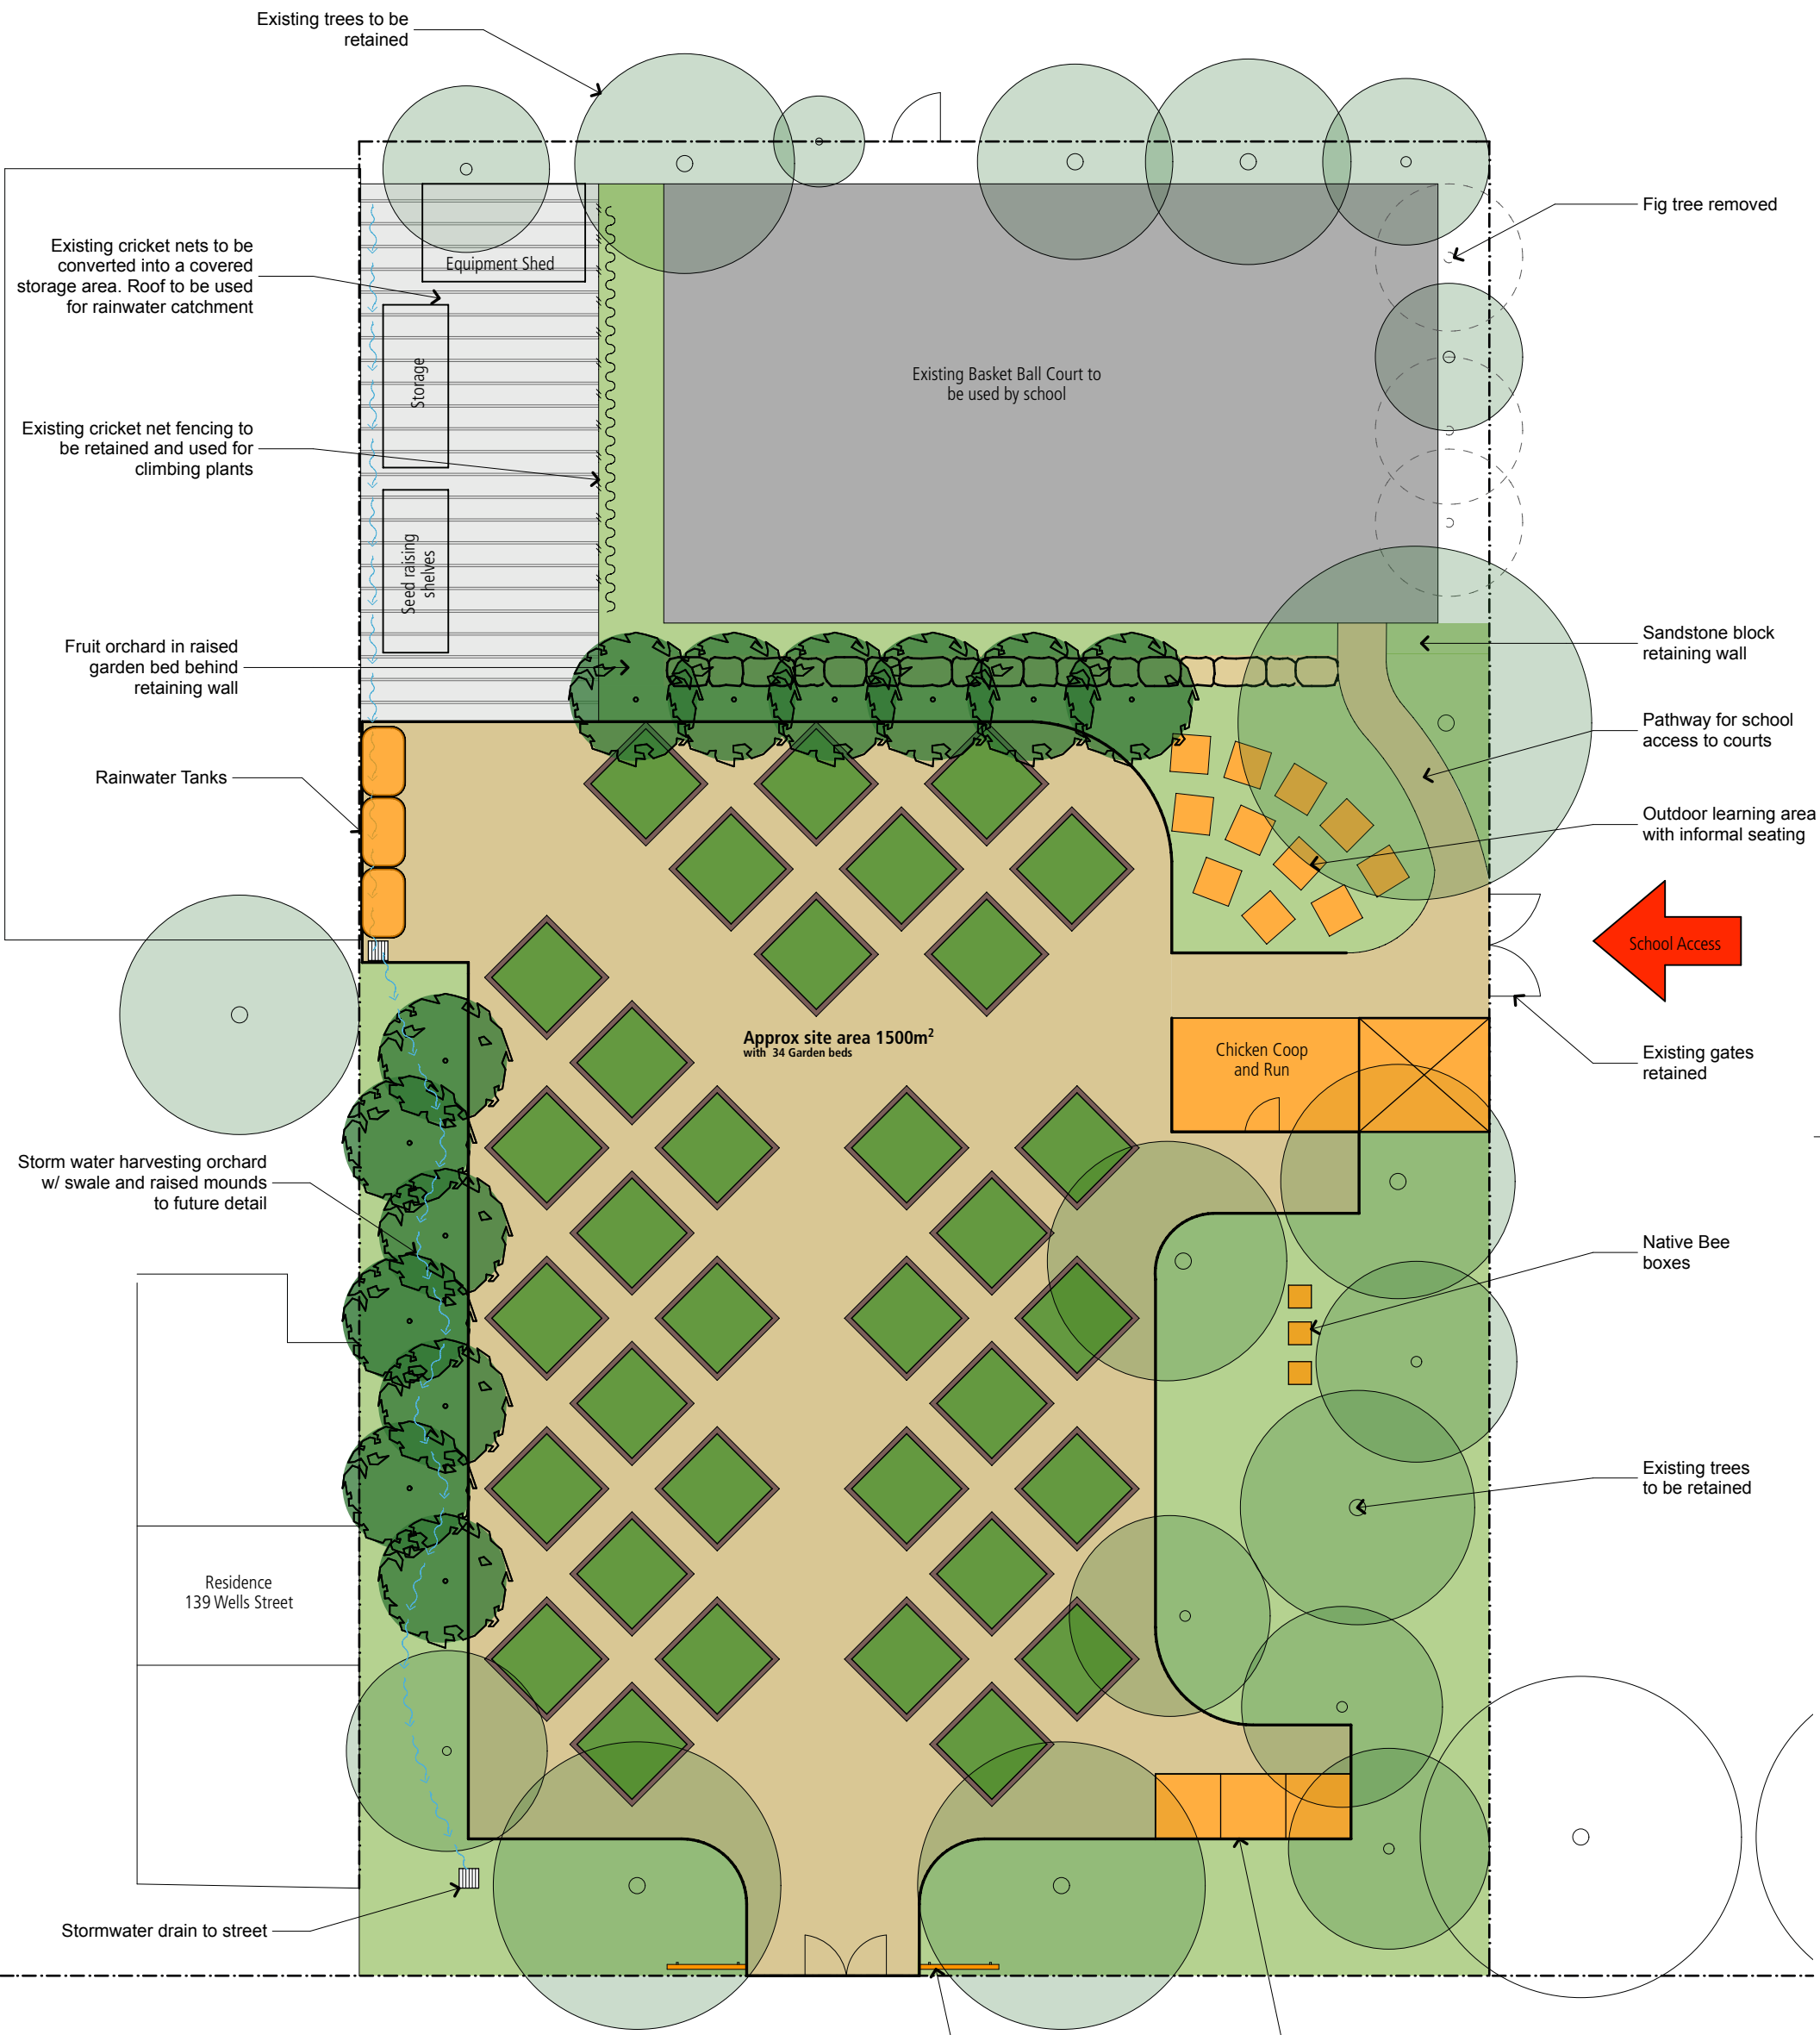 Existing trees to be
retained
Fig tree removed
Existing cricket nets to be
converted into a covered
storage area. Roof to be used
for rainwater catchment
Equipment Shed
Storage
Existing Basket Ball Court to
be used by school
Existing cricket net fencing to
be retained and used for
climbing plants
Seed raising
shelves
Fruit orchard in raised
garden bed behind
retaining wall
Sandstone block
retaining wall
Pathway for school
access to courts
Rainwater Tanks
Outdoor learning area
with informal seating
School Access
Approx site area 1500m²
with 34 Garden beds
Chicken Coop
and Run
Existing gates
retained
Storm water harvesting orchard
w/ swale and raised mounds
to future detail
Native Bee
boxes
Existing trees
to be retained
Residence
139 Wells Street
Stormwater drain to street